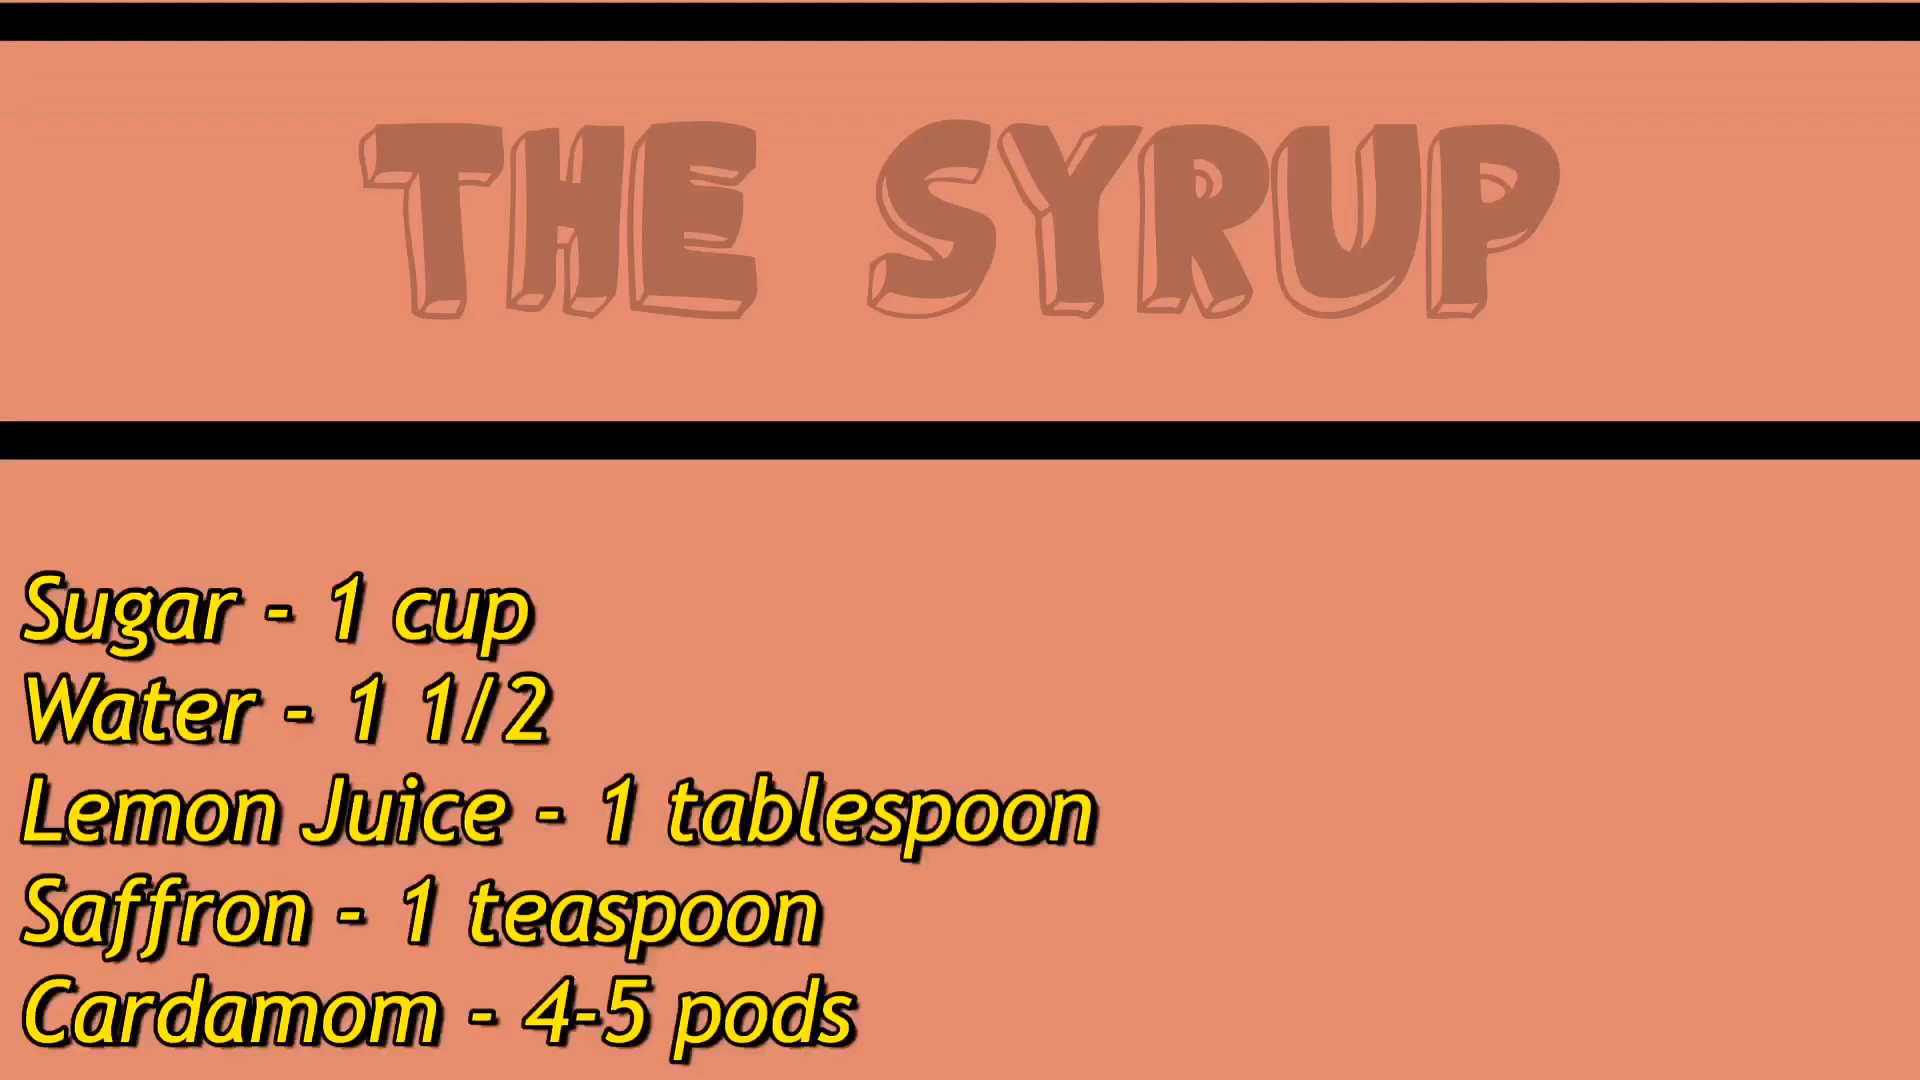 THE SYRUP
Sugar - 1 cup
Water - 1 1/2
Lemon Juice - 1 tablespoon
Saffron - 1 teaspoon
Cardamom - 4-5 pods